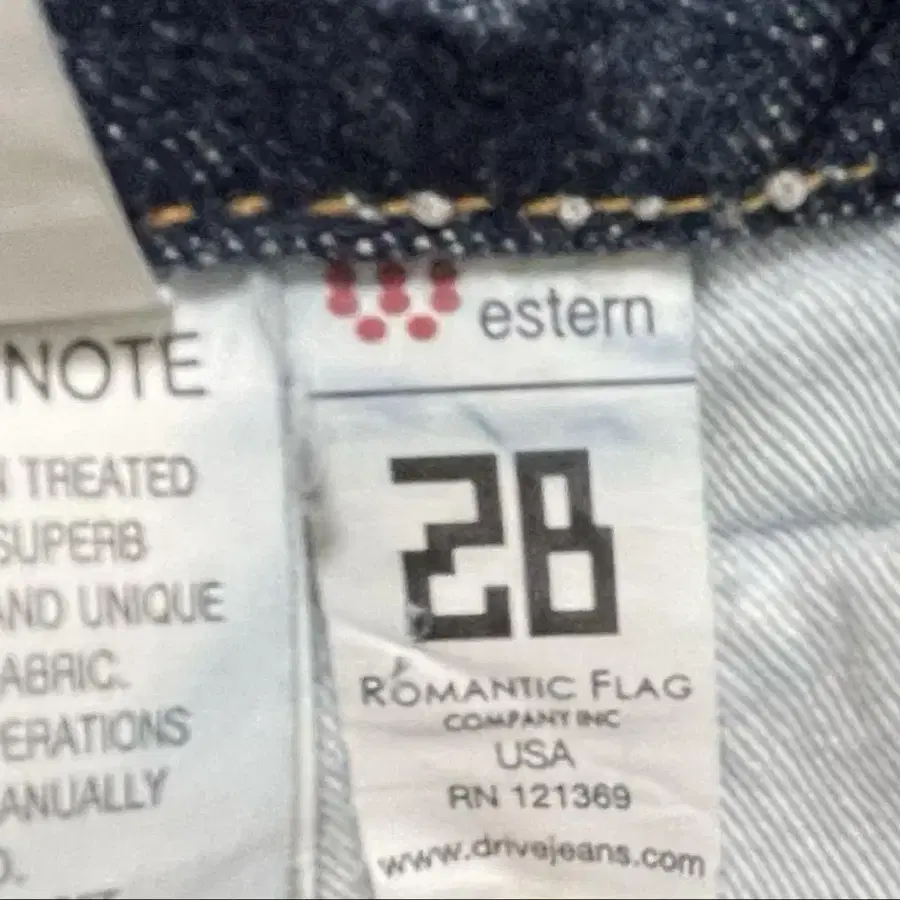 NOTE
TREATED
SUPERB
AND UNIQUE
ABRIC.
ERATIONS
ANUALLY
Western
28
ROMANTIC FLAG
COMPANY INC
USA
RN 121369
www.drivejeans.com